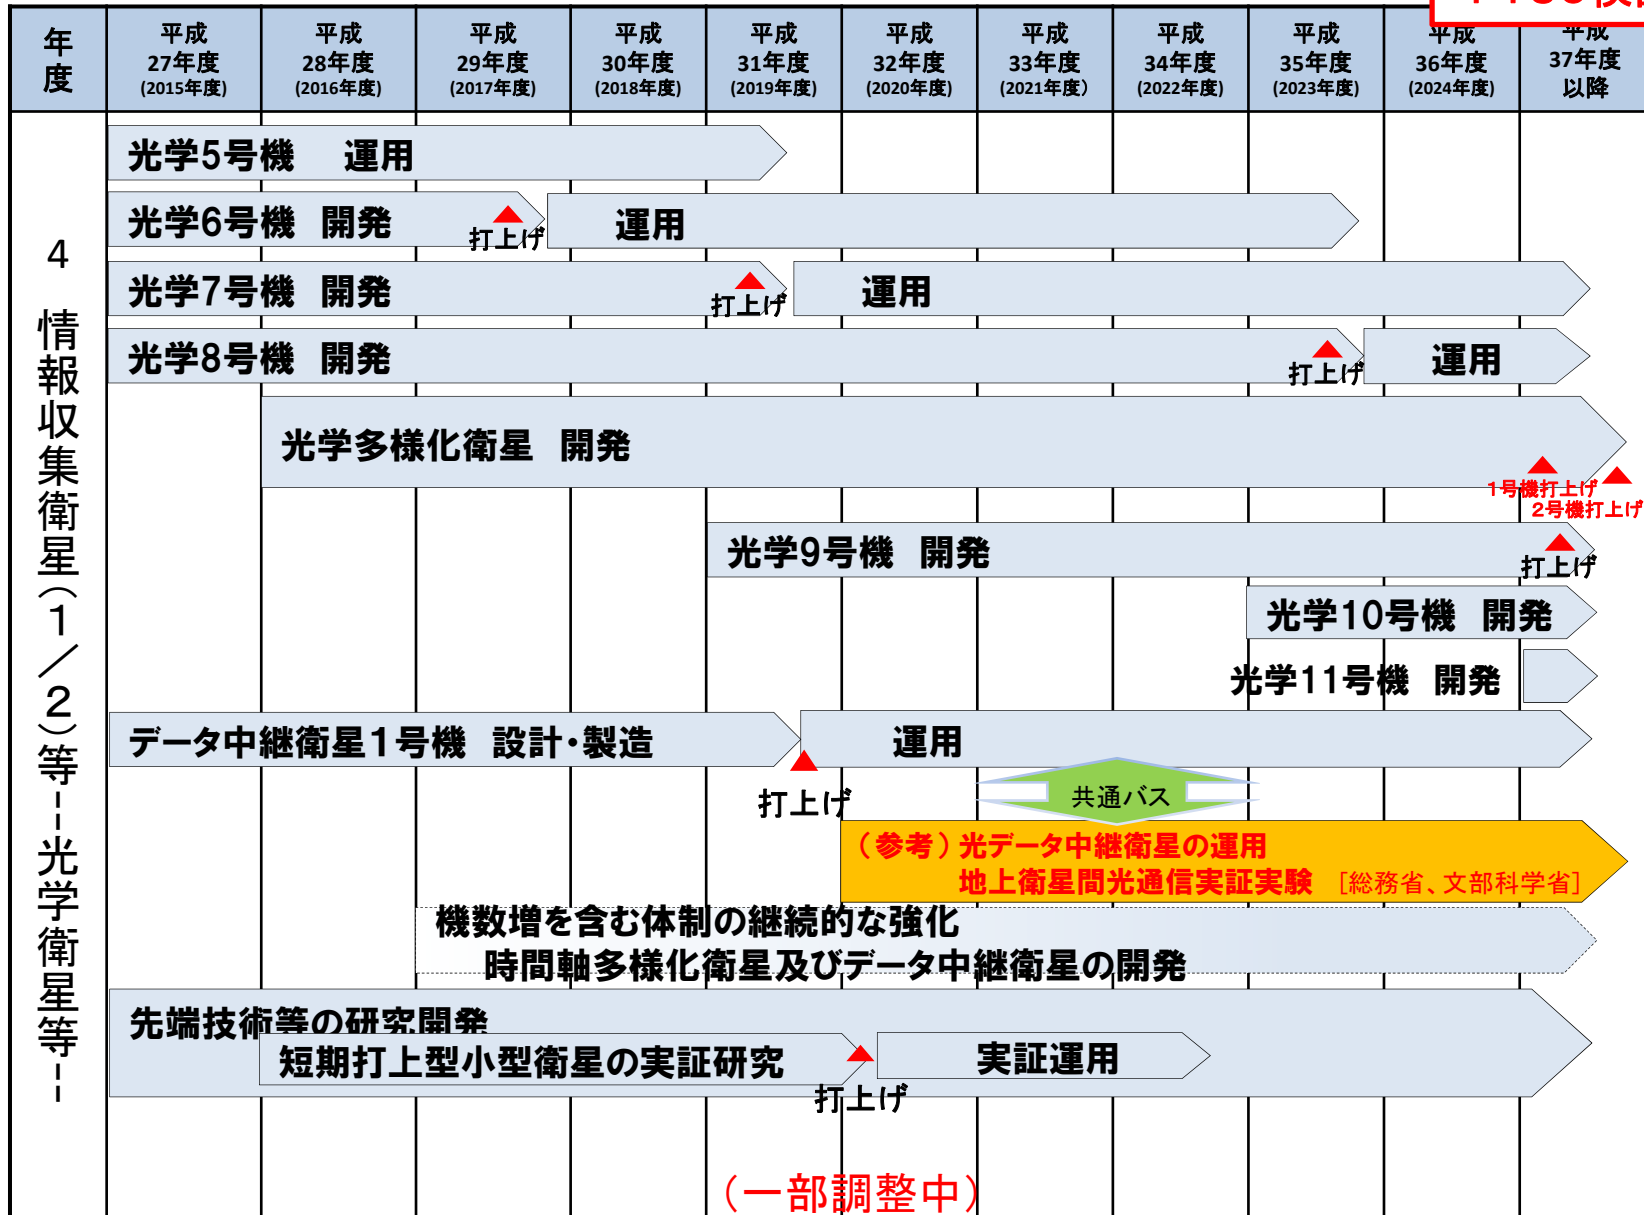 年度
平成
27年度
(2015年度)
平成
28年度
(2016年度)
平成
29年度
(2017年度)
平成
30年度
(2018年度)
平成
31年度
(2019年度)
平成
32年度
(2020年度)
平成
33年度
(2021年度)
平成
34年度
(2022年度)
平成
35年度
(2023年度)
平成
36年度
(2024年度)
平成
37年度
以降
4 情報収集衛星(1/2)等--光学衛星等--
光学5号機 運用
光学6号機 開発
打上げ
運用
光学7号機 開発
打上げ
運用
光学8号機 開発
打上げ
運用
光学多様化衛星 開発
1号機打上げ
2号機打上げ
光学9号機 開発
打上げ
光学10号機 開発
光学11号機 開発
データ中継衛星1号機 設計・製造
打上げ
運用
共通バス
(参考)光データ中継衛星の運用
地上衛星間光通信実証実験 [総務省、文部科学省]
機数増を含む体制の継続的な強化
時間軸多様化衛星及びデータ中継衛星の開発
先端技術等の研究開発
短期打上型小型衛星の実証研究
打上げ
実証運用
(一部調整中)